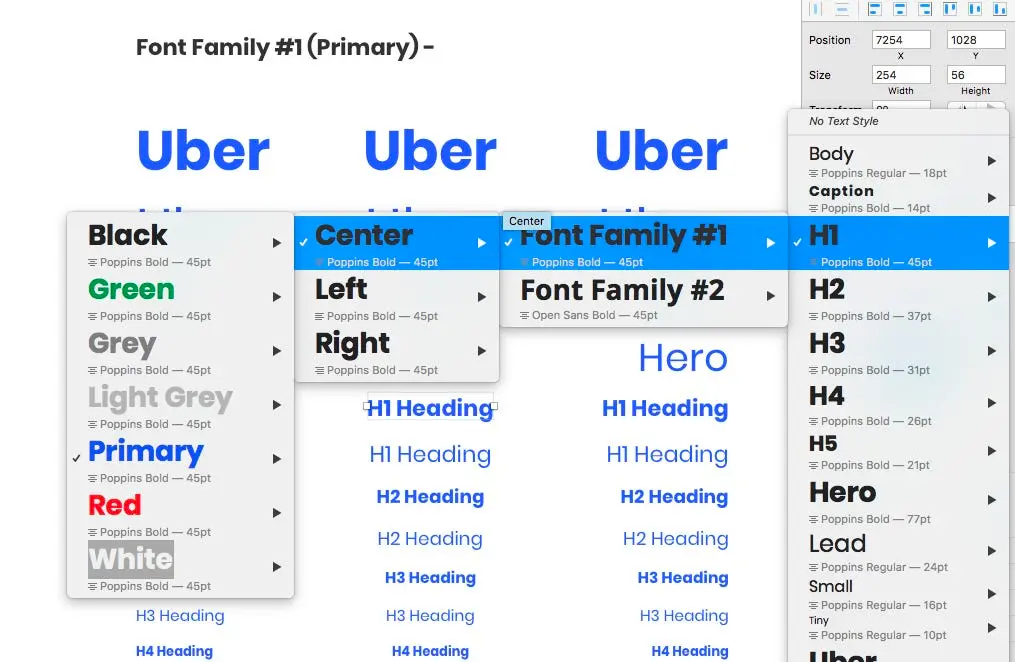 Font Family #1 (Primary) -
Position
7254
1028
X
Y
Size
254
56
Width
Height
Uber
Uber
Uber
No Text Style
Body
Poppins Regular — 18pt
Caption
Poppins Bold — 14pt
Black
Poppins Bold — 45pt
Green
Poppins Bold — 45pt
Grey
Poppins Bold — 45pt
Light Grey
Poppins Bold — 45pt
Primary
Poppins Bold — 45pt
Red
Poppins Bold — 45pt
White
Poppins Bold — 45pt
Center
Poppins Bold — 45pt
Left
Poppins Bold — 45pt
Right
Poppins Bold — 45pt
Center
Font Family #1
Poppins Bold — 45pt
Font Family #2
Open Sans Bold — 45pt
H1
Poppins Bold — 45pt
H2
Poppins Bold — 37pt
H3
Poppins Bold — 31pt
H4
Poppins Bold — 26pt
H5
Poppins Bold — 21pt
Hero
Poppins Bold — 77pt
Lead
Poppins Regular — 24pt
Small
Poppins Regular — 16pt
Tiny
Poppins Regular — 10pt
Uber
Hero
H1 Heading
H1 Heading
H1 Heading
H1 Heading
H2 Heading
H2 Heading
H2 Heading
H2 Heading
H3 Heading
H3 Heading
H3 Heading
H3 Heading
H3 Heading
H4 Heading
H4 Heading
H4 Heading